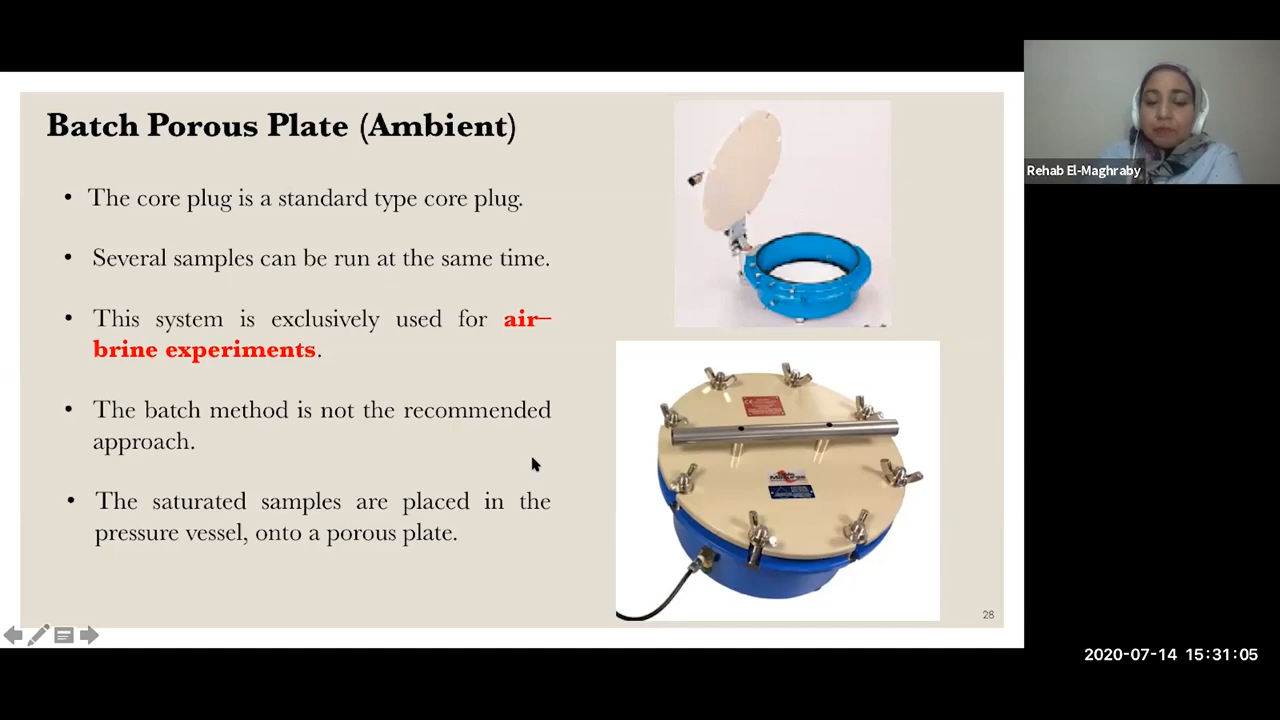 Batch Porous Plate (Ambient)
• The core plug is a standard type core plug.
• Several samples can be run at the same time.
• This system is exclusively used for air–
brine experiments.
• The batch method is not the recommended
approach.
• The saturated samples are placed in the
pressure vessel, onto a porous plate.
28
Rehab El-Maghraby
2020-07-14 15:31:05